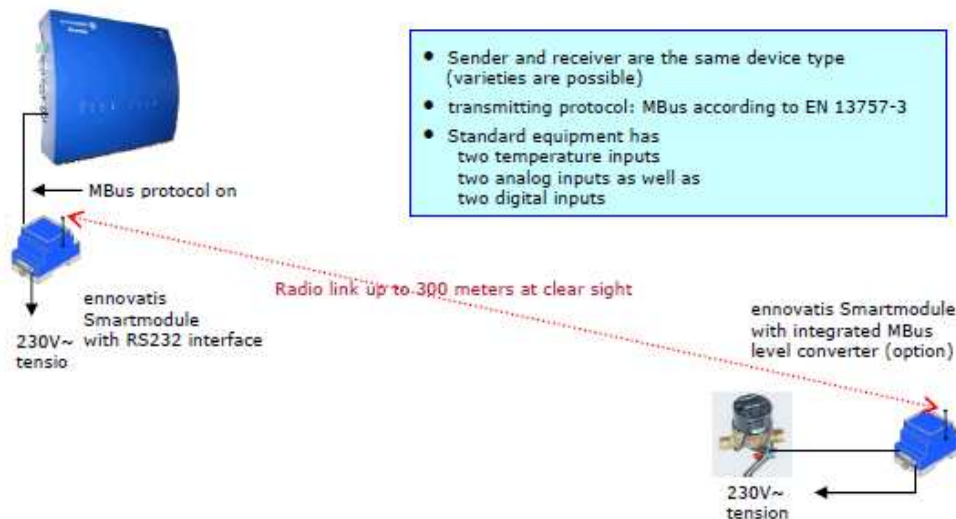 • Sender and receiver are the same device type
(varieties are possible)
• transmitting protocol: MBus according to EN 13757-3
• Standard equipment has
two temperature inputs
two analog inputs as well as
two digital inputs
MBus protocol on
Radio link up to 300 meters at clear sight
ennovatis
Smartmodule
with RS232 interface
230V~
tensio
ennovatis Smartmodule
with integrated MBus
level converter (option)
230V~
tension